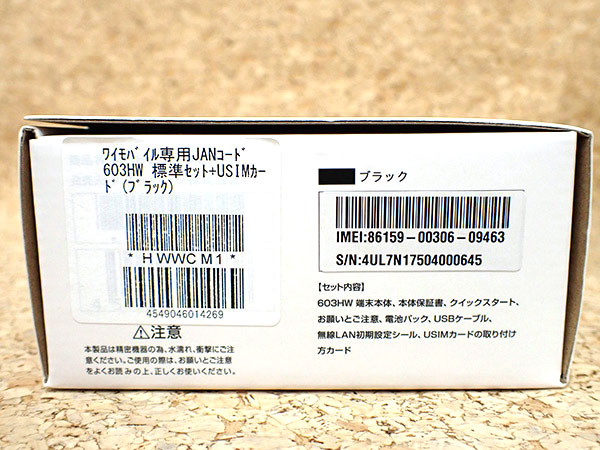 ﾜｲﾓﾊﾞｲﾙ専用JANｺｰﾄﾞ
603HW 標準ｾｯﾄ+USIMｶｰ
ﾄﾞ(ﾌﾞﾗｯｸ)
* HWWCM1 *
4549046014269
⚠注意
本製品は精密機器の為、水濡れ、衝撃にご注
意ください。ご使用の際は、お願いとご注意
をよくお読みの上、正しくお使いください。
ブラック
IMEI:86159-00306-09463
S/N:4UL7N17504000645
【セット内容】
603HW 端末本体、本体保証書、クイックスタート、
お願いとご注意、電池パック、USBケーブル、
無線LAN初期設定シール、USIMカードの取り付け
方カード